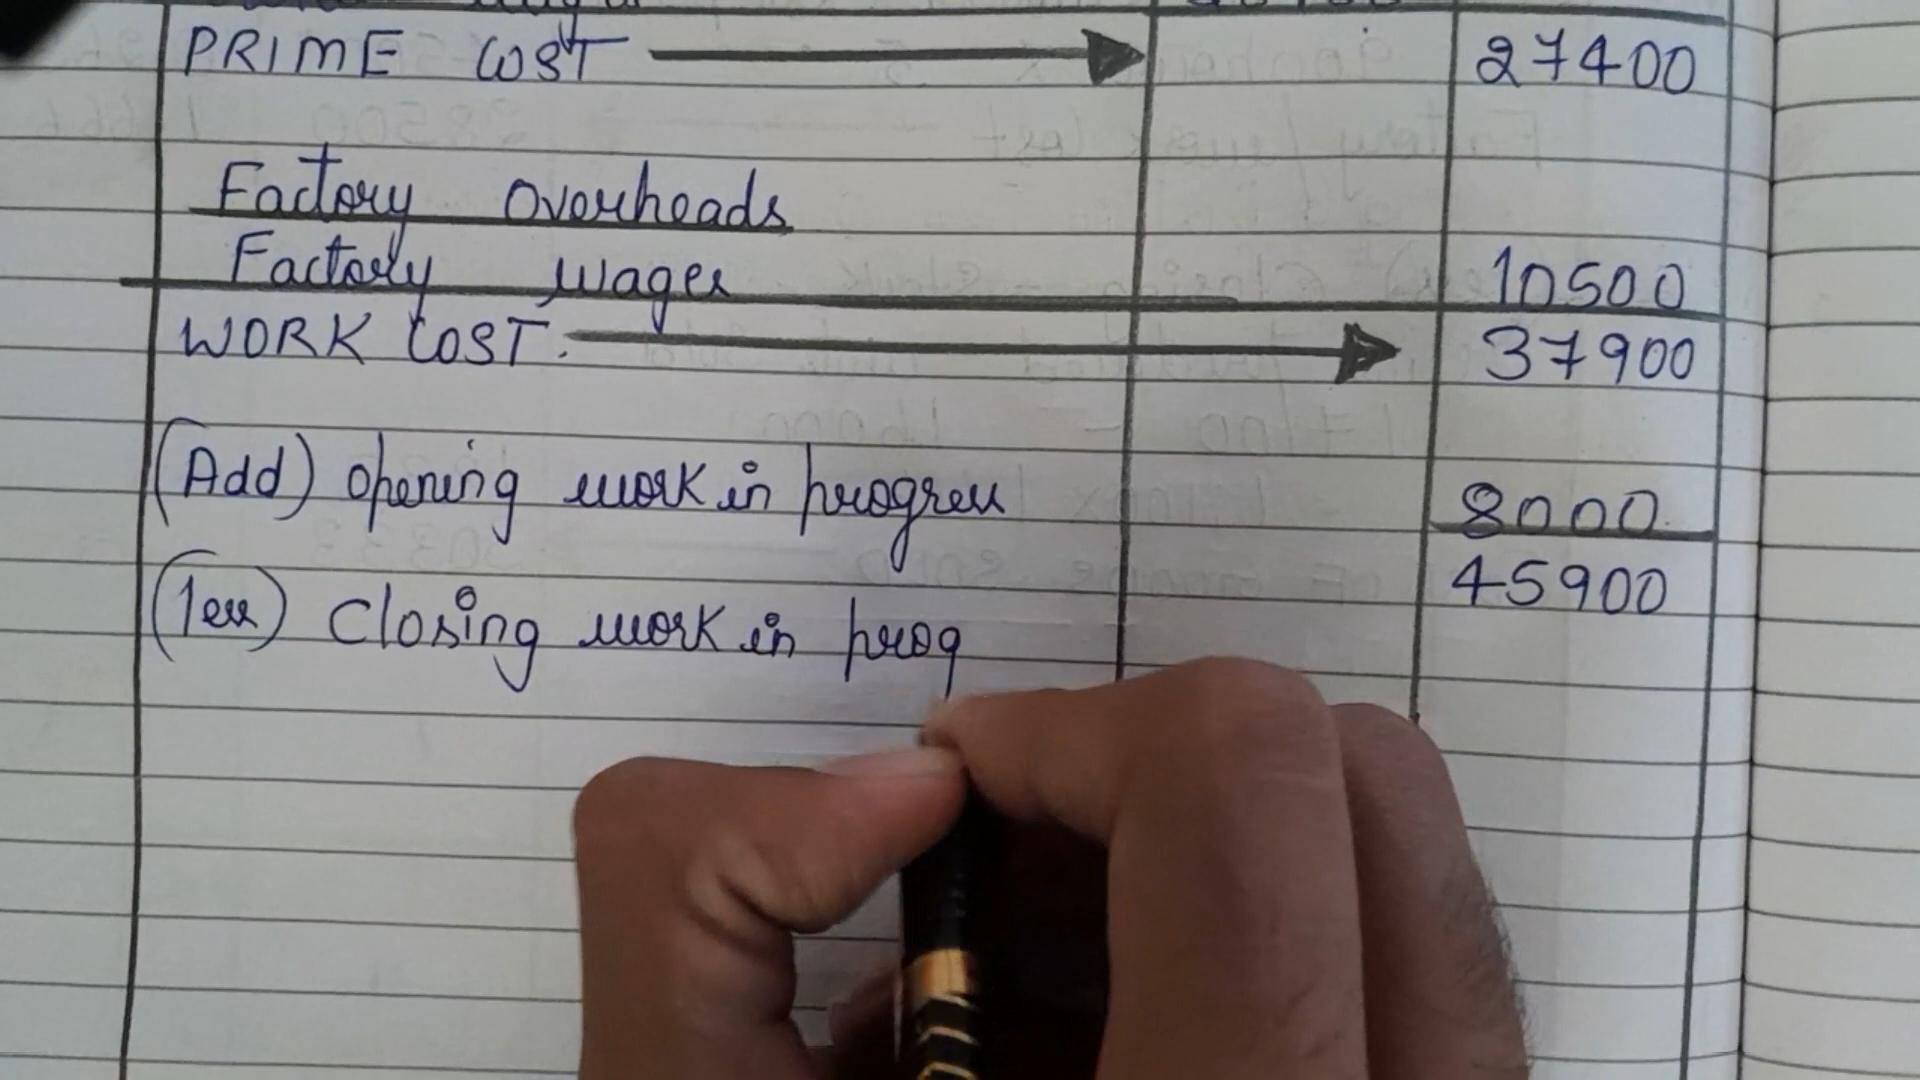 PRIME COST 27400
Factory Overheads
Factory wages 10500
WORK COST. 37900
(Add) opening work in progress 8000
45900
(less) closing work in prog